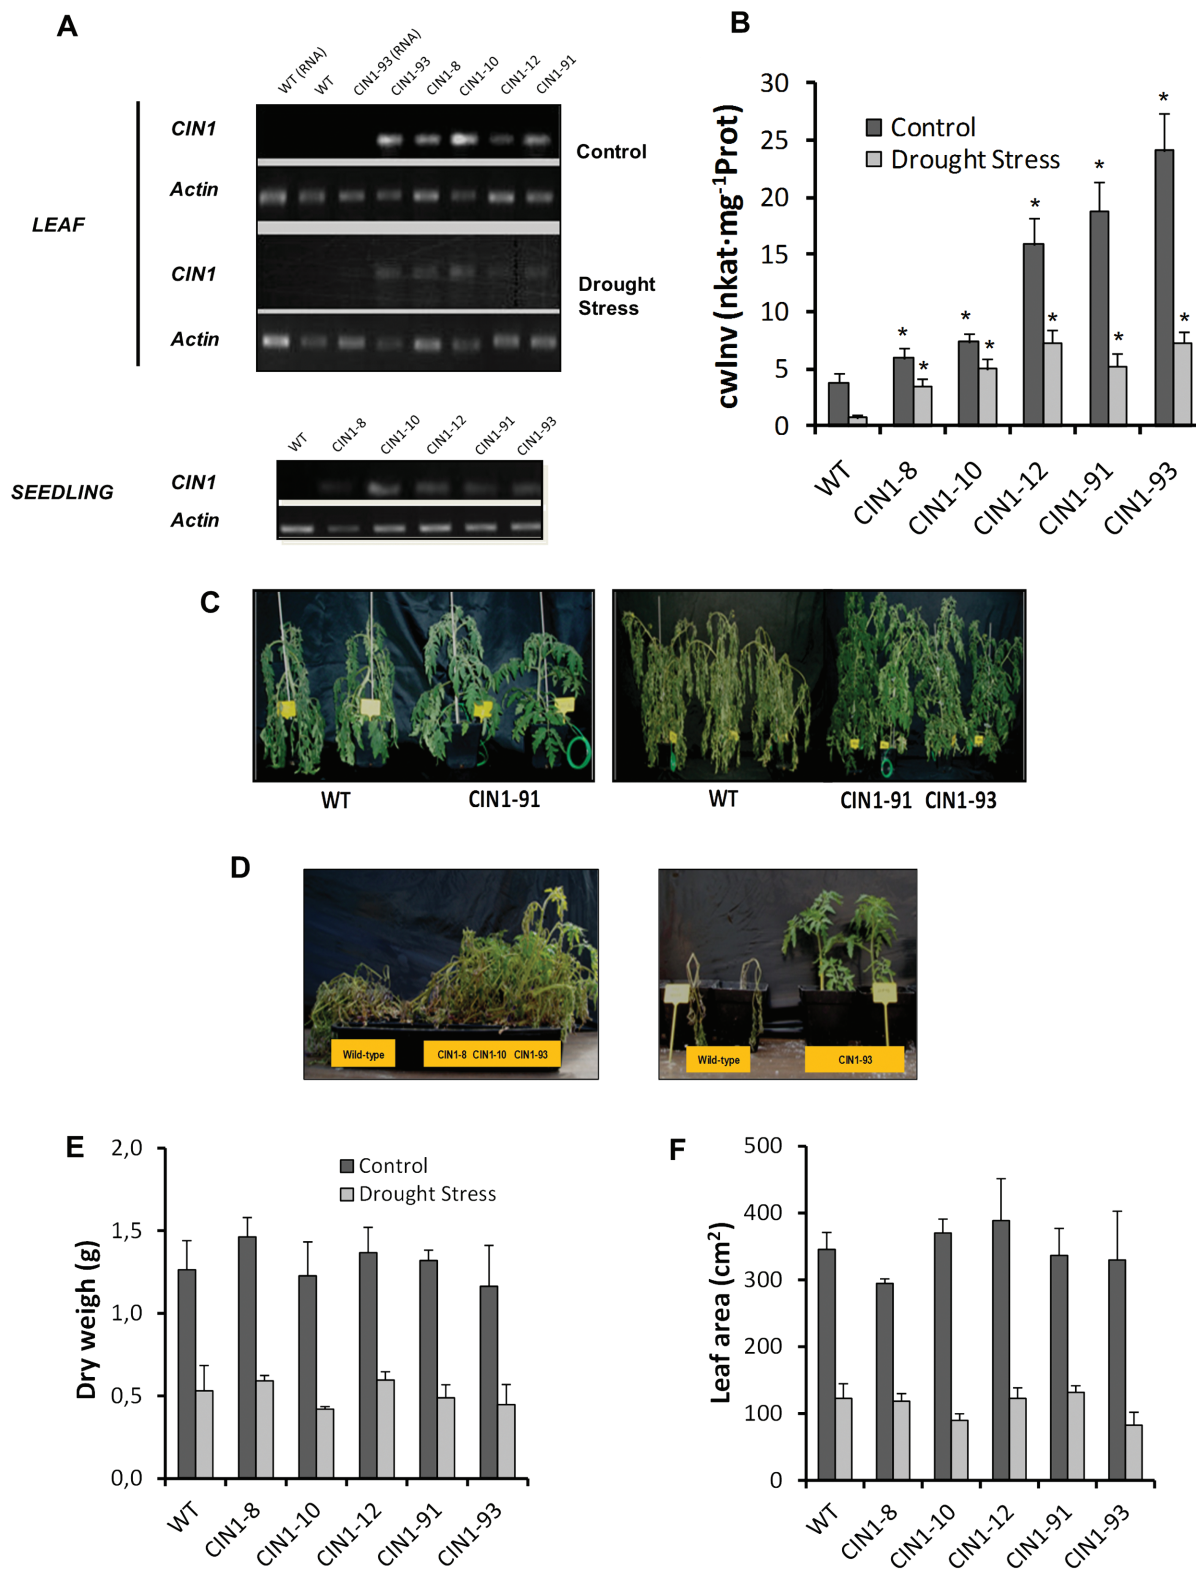 A
WT (RNA)
WT
CIN1-93 (RNA)
CIN1-93
CIN1-8
CIN1-10
CIN1-12
CIN1-91
LEAF
CIN1
Control
Actin
CIN1
Drought
Stress
Actin
WT
CIN1-8
CIN1-10
CIN1-12
CIN1-91
CIN1-93
SEEDLING
CIN1
Actin
B
cwInv (nkat·mg⁻¹Prot)
30
25
20
15
10
5
0
Control
Drought Stress
* * * * * * * * * *
WT
CIN1-8
CIN1-10
CIN1-12
CIN1-91
CIN1-93
C
WT
CIN1-91
WT
CIN1-91 CIN1-93
D
Wild-type
CIN1-8 CIN1-10 CIN1-93
Wild-type
CIN1-93
E
Dry weigh (g)
2,0
1,5
1,0
0,5
0,0
Control
Drought Stress
WT
CIN1-8
CIN1-10
CIN1-12
CIN1-91
CIN1-93
F
Leaf area (cm²)
500
400
300
200
100
0
WT
CIN1-8
CIN1-10
CIN1-12
CIN1-91
CIN1-93